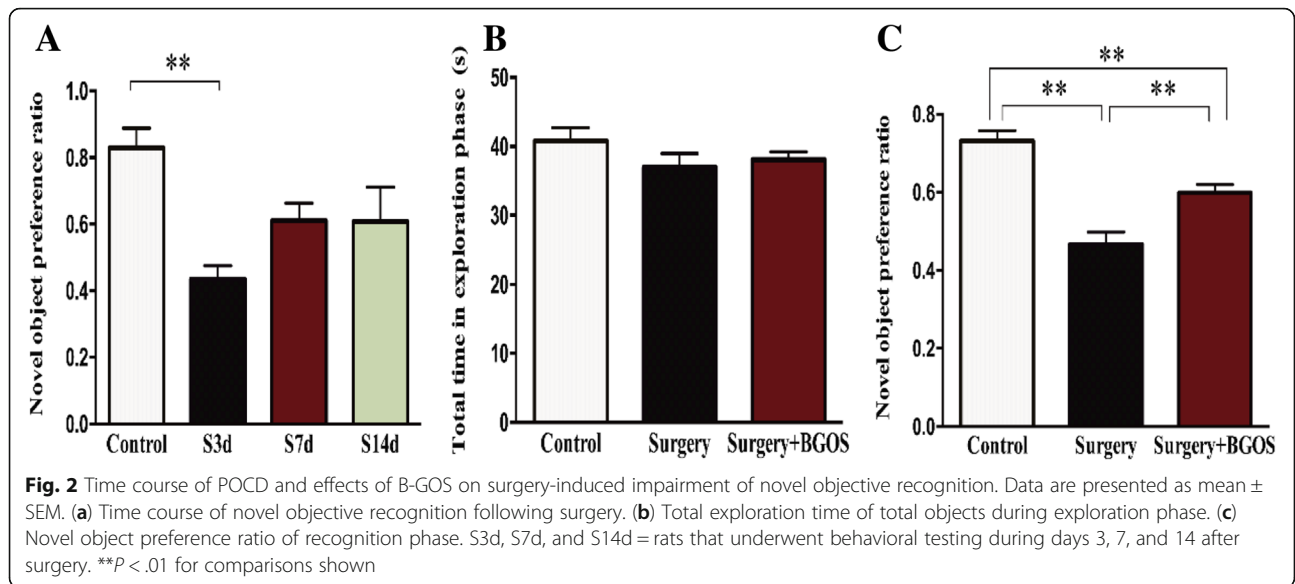 A
B
C
**
**
** **
Novel object preference ratio
1.0
0.8
0.6
0.4
0.2
0.0
Control S3d S7d S14d
Total time in exploration phase (s)
50
40
30
20
10
0
Control Surgery Surgery+BGOS
Novel object preference ratio
0.8
0.6
0.4
0.2
0.0
Control Surgery Surgery+BGOS
Fig. 2 Time course of POCD and effects of B-GOS on surgery-induced impairment of novel objective recognition. Data are presented as mean ±
SEM. (a) Time course of novel objective recognition following surgery. (b) Total exploration time of total objects during exploration phase. (c)
Novel object preference ratio of recognition phase. S3d, S7d, and S14d = rats that underwent behavioral testing during days 3, 7, and 14 after
surgery. **P < .01 for comparisons shown